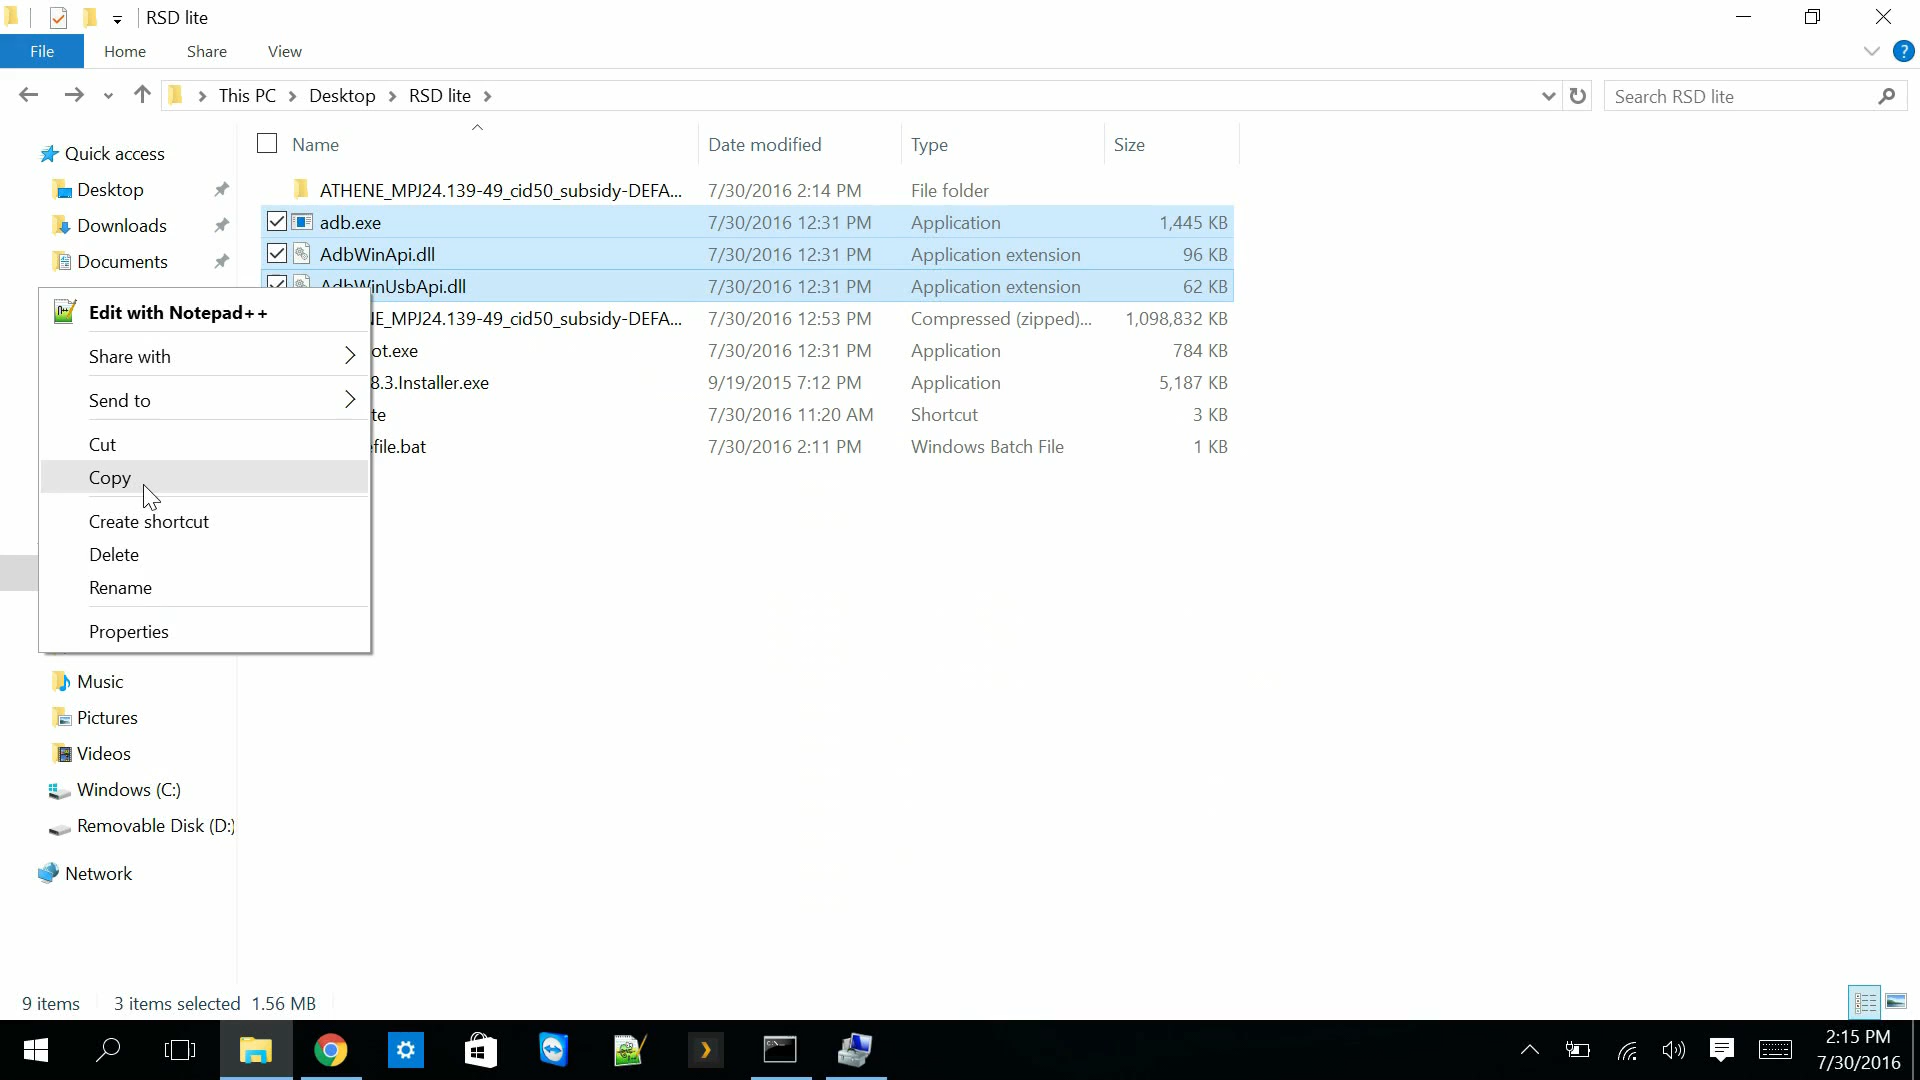 RSD lite
File Home Share View
This PC Desktop RSD lite
Search RSD lite
Name Date modified Type Size
Quick access
Desktop
Downloads
Documents
ATHENE_MPJ24.139-49_cid50_subsidy-DEFA... 7/30/2016 2:14 PM File folder
adb.exe 7/30/2016 12:31 PM Application 1,445 KB
AdbWinApi.dll 7/30/2016 12:31 PM Application extension 96 KB
AdbWinUsbApi.dll 7/30/2016 12:31 PM Application extension 62 KB
NE_MPJ24.139-49_cid50_subsidy-DEFA... 7/30/2016 12:53 PM Compressed (zipped)... 1,098,832 KB
ot.exe 7/30/2016 12:31 PM Application 784 KB
8.3.Installer.exe 9/19/2015 7:12 PM Application 5,187 KB
te 7/30/2016 11:20 AM Shortcut 3 KB
efile.bat 7/30/2016 2:11 PM Windows Batch File 1 KB
Edit with Notepad++
Share with
Send to
Cut
Copy
Create shortcut
Delete
Rename
Properties
Music
Pictures
Videos
Windows (C:)
Removable Disk (D:)
Network
9 items 3 items selected 1.56 MB
2:15 PM
7/30/2016